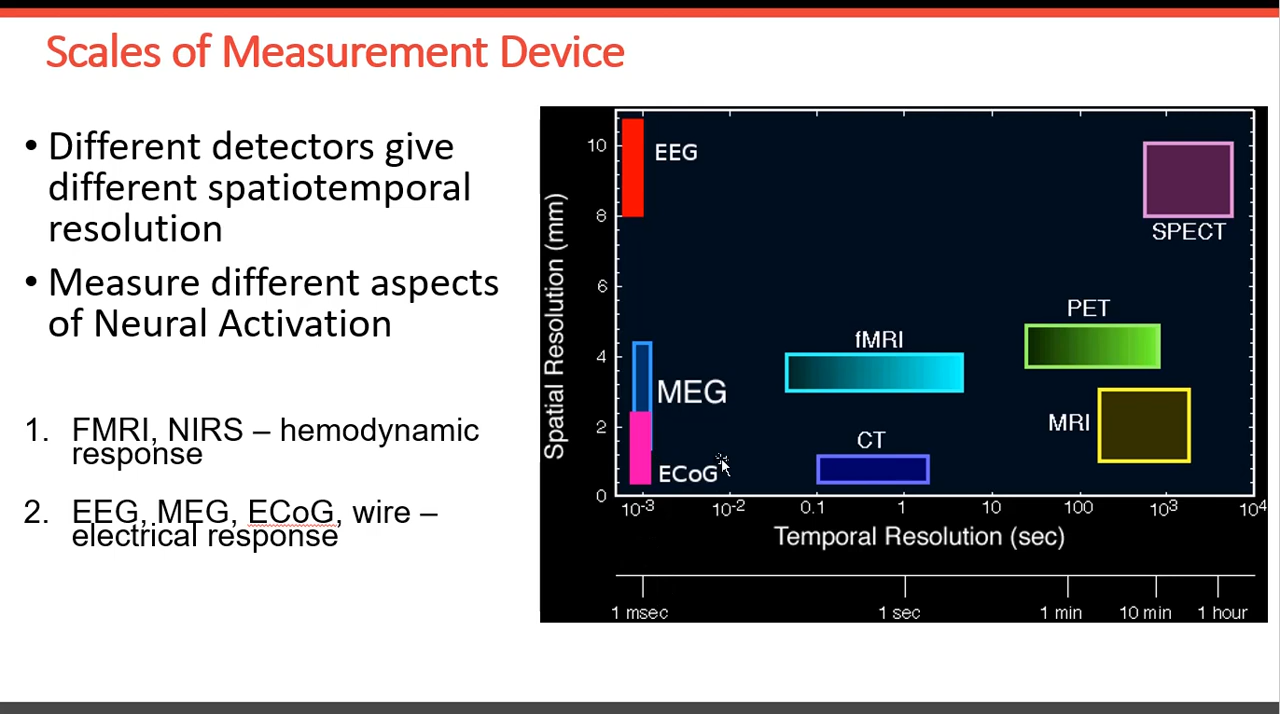 Scales of Measurement Device
• Different detectors give
different spatiotemporal
resolution
• Measure different aspects
of Neural Activation
1. FMRI, NIRS – hemodynamic
response
2. EEG, MEG, ECoG, wire –
electrical response
Spatial Resolution (mm)
10
8
6
4
2
0
EEG
SPECT
PET
fMRI
MEG
MRI
CT
ECoG
10⁻³ 10⁻² 0.1 1 10 100 10³ 10⁴
Temporal Resolution (sec)
1 msec 1 sec 1 min 10 min 1 hour